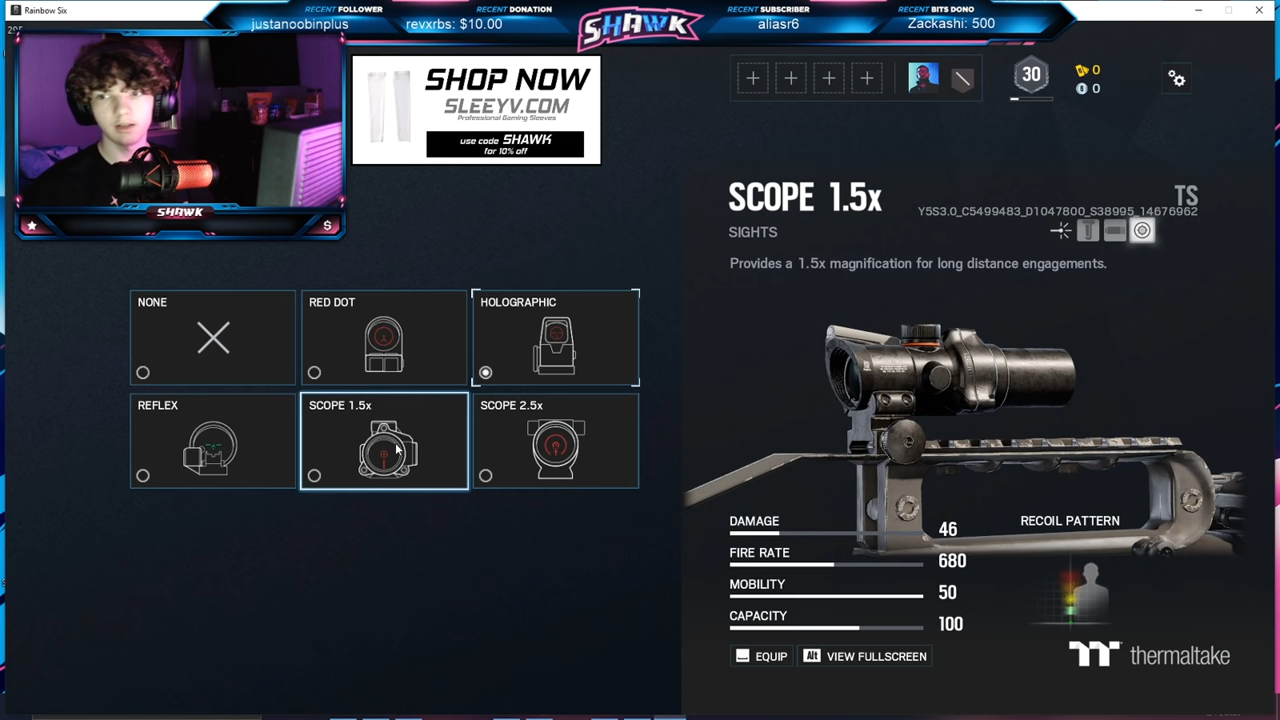 Rainbow Six
RECENT FOLLOWER
justanoobinplus
RECENT DONATION
revxrbs: $10.00
SHAWK
RECENT SUBSCRIBER
aliasr6
RECENT BITS DONO
Zackashi: 500
SHOP NOW
SLEEYV.COM
Professional Gaming Sleeves
use code SHAWK
for 10% off
30
0
0
SHAWK
$
SCOPE 1.5x
TS
Y5S3.0_C5499483_D1047800_S38995_14676962
SIGHTS
Provides a 1.5x magnification for long distance engagements.
NONE
RED DOT
HOLOGRAPHIC
REFLEX
SCOPE 1.5x
SCOPE 2.5x
DAMAGE
46
RECOIL PATTERN
FIRE RATE
680
MOBILITY
50
CAPACITY
100
EQUIP
Alt VIEW FULLSCREEN
thermaltake